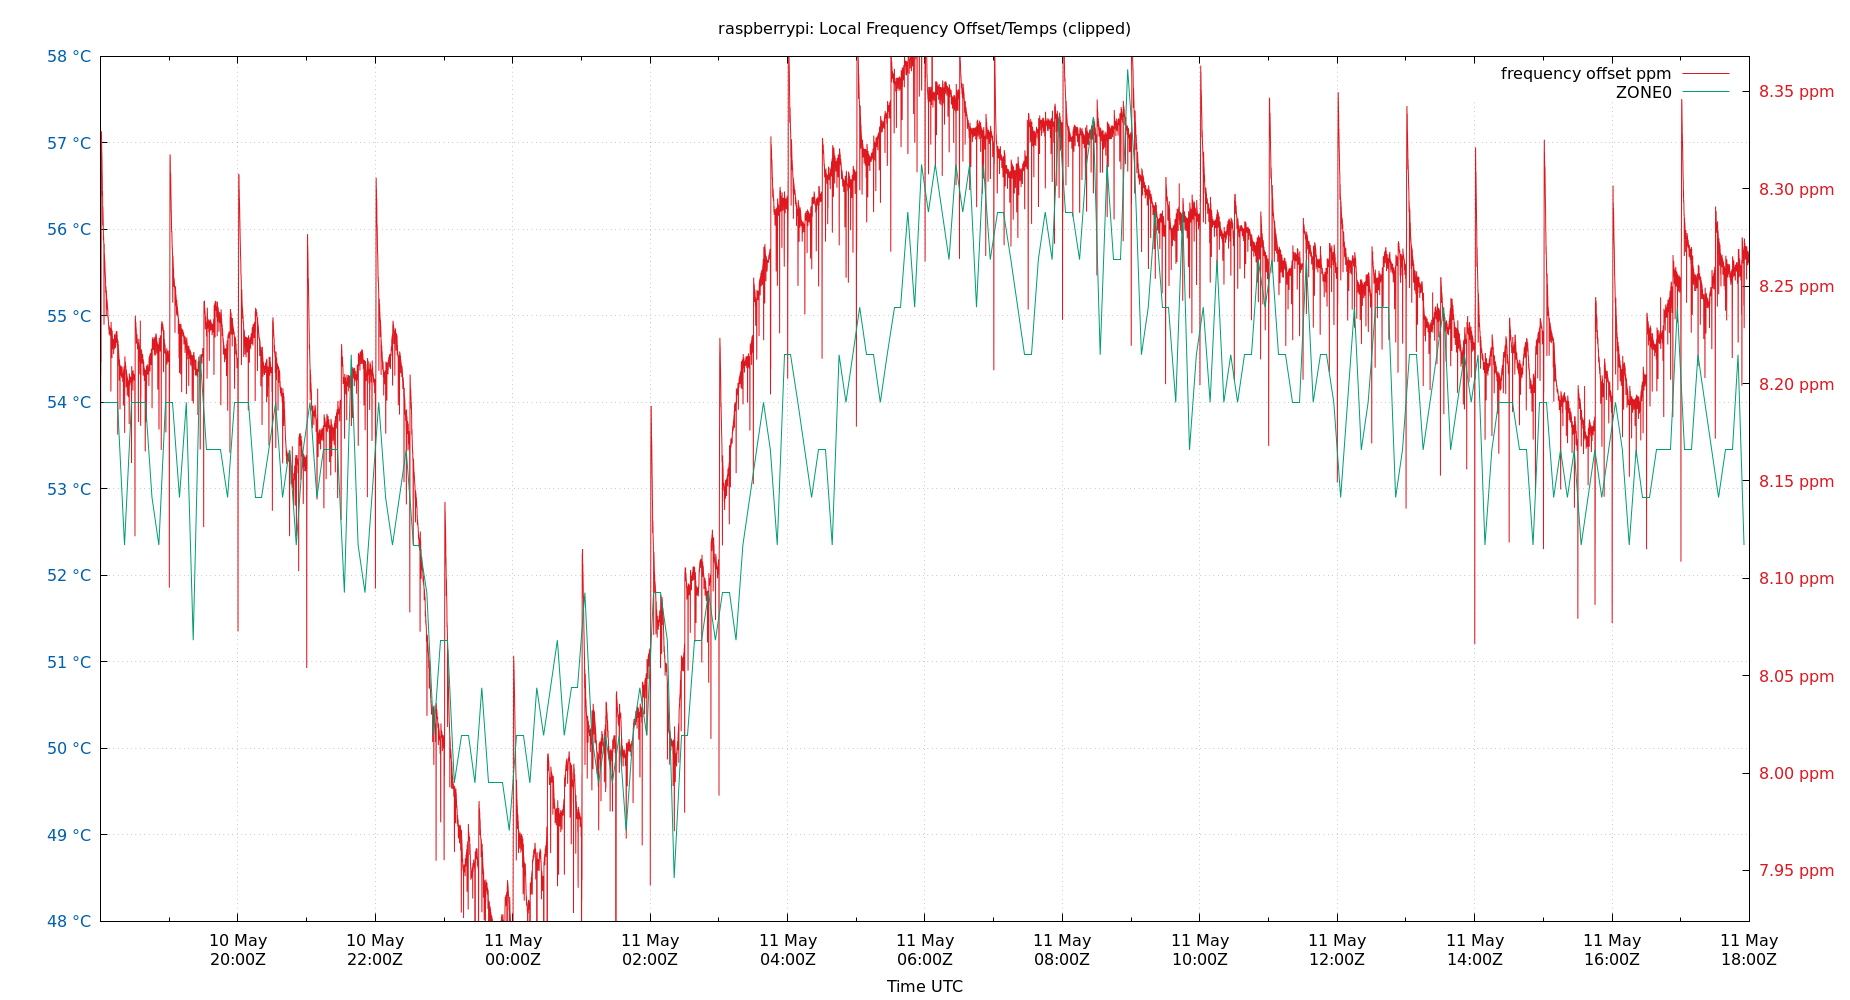 raspberrypi: Local Frequency Offset/Temps (clipped)
58 °C
57 °C
56 °C
55 °C
54 °C
53 °C
52 °C
51 °C
50 °C
49 °C
48 °C
frequency offset ppm
ZONE0
8.35 ppm
8.30 ppm
8.25 ppm
8.20 ppm
8.15 ppm
8.10 ppm
8.05 ppm
8.00 ppm
7.95 ppm
10 May
20:00Z
10 May
22:00Z
11 May
00:00Z
11 May
02:00Z
11 May
04:00Z
11 May
06:00Z
11 May
08:00Z
11 May
10:00Z
11 May
12:00Z
11 May
14:00Z
11 May
16:00Z
11 May
18:00Z
Time UTC